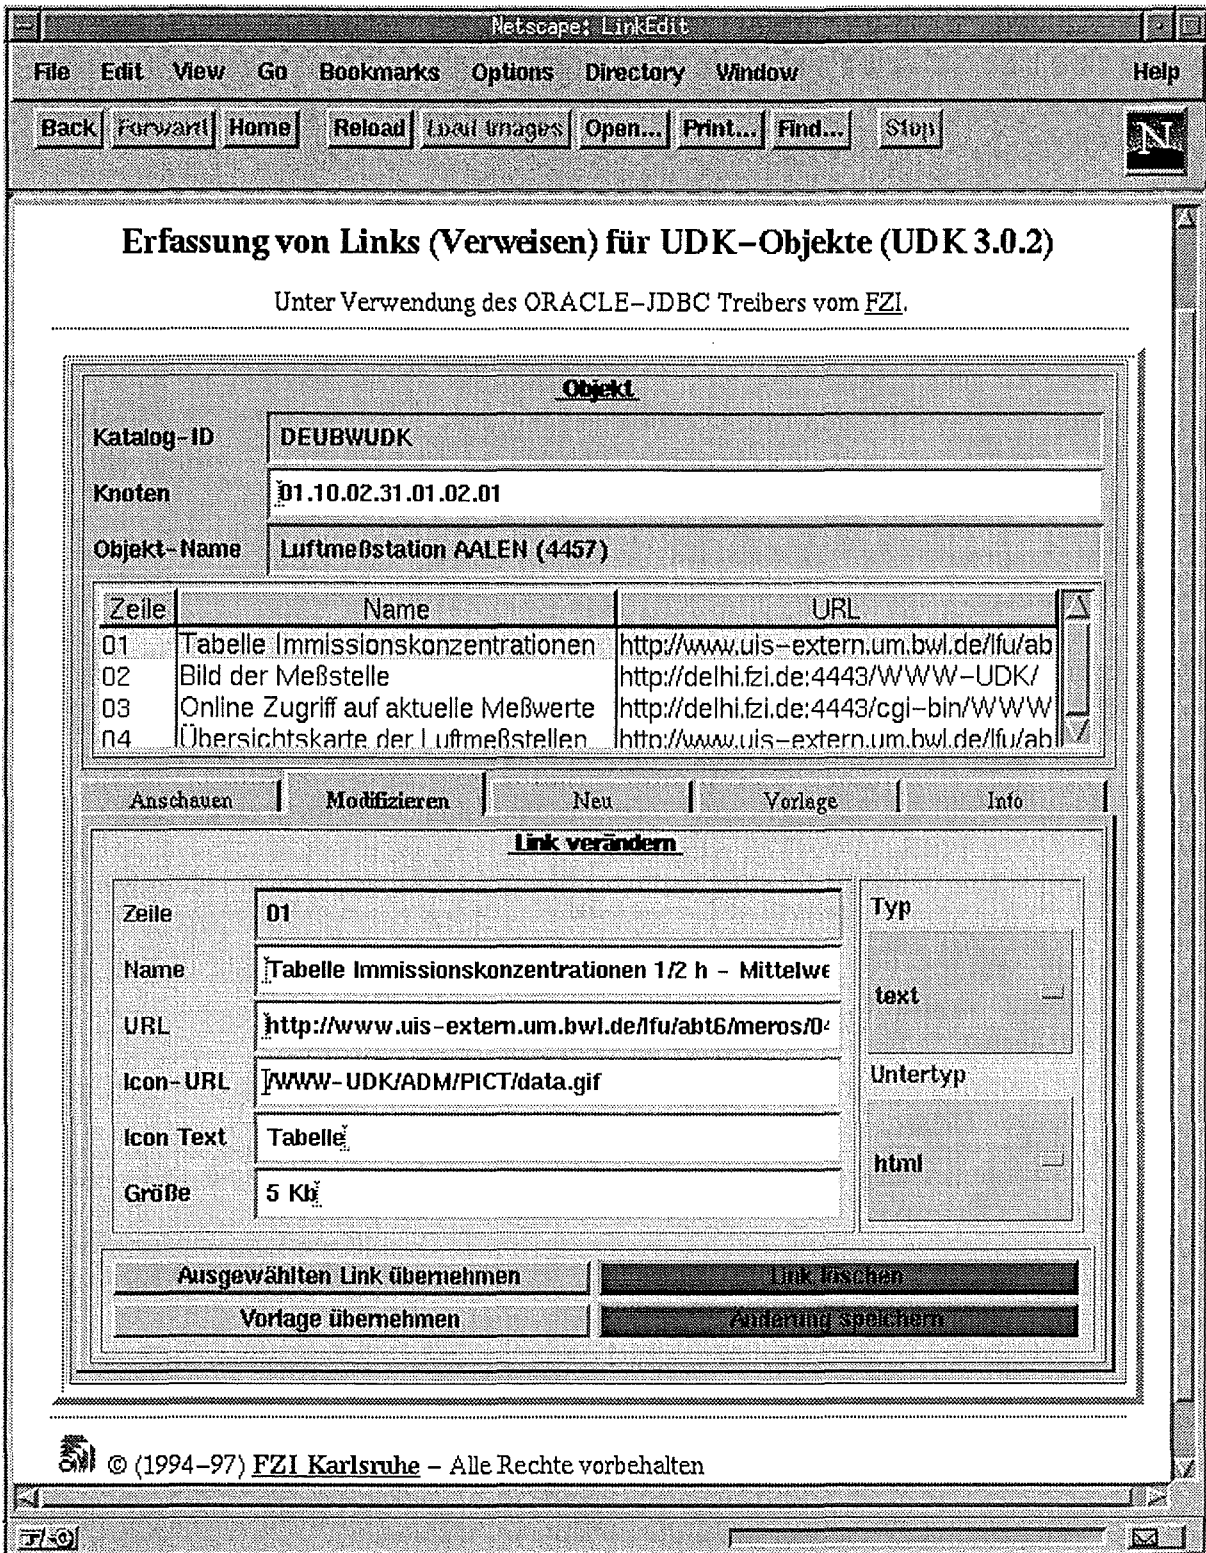 Netscape: LinkEdit
File Edit View Go Bookmarks Options Directory Window Help
Back Forward Home Reload Load Images Open... Print... Find... Stop
N
Erfassung von Links (Verweisen) für UDK-Objekte (UDK 3.0.2)
Unter Verwendung des ORACLE-JDBC Treibers vom FZI.
Objekt
Katalog-ID DEUBWUDK
Knoten 01.10.02.31.01.02.01
Objekt-Name Luftmeßstation AALEN (4457)
Zeile Name URL
01 Tabelle Immissionskonzentrationen http://www.uis-extern.um.bwl.de/lfu/ab
02 Bild der Meßstelle http://delhi.fzi.de:4443/WWW-UDK/
03 Online Zugriff auf aktuelle Meßwerte http://delhi.fzi.de:4443/cgi-bin/WWW
04 Übersichtskarte der Luftmeßstellen http://www.uis-extern.um.bwl.de/lfu/ab
Anschauen Modifizieren Neu Vorlage Info
Link verändern
Zeile 01
Name Tabelle Immissionskonzentrationen 1/2 h - Mittelwe
URL http://www.uis-extern.um.bwl.de/lfu/abt6/meros/04
Icon-URL /WWW-UDK/ADM/PICT/data.gif
Icon Text Tabelle
Größe 5 Kb
Typ
text
Untertyp
html
Ausgewählten Link übernehmen Link löschen
Vorlage übernehmen Änderung speichern
© (1994-97) FZI Karlsruhe - Alle Rechte vorbehalten